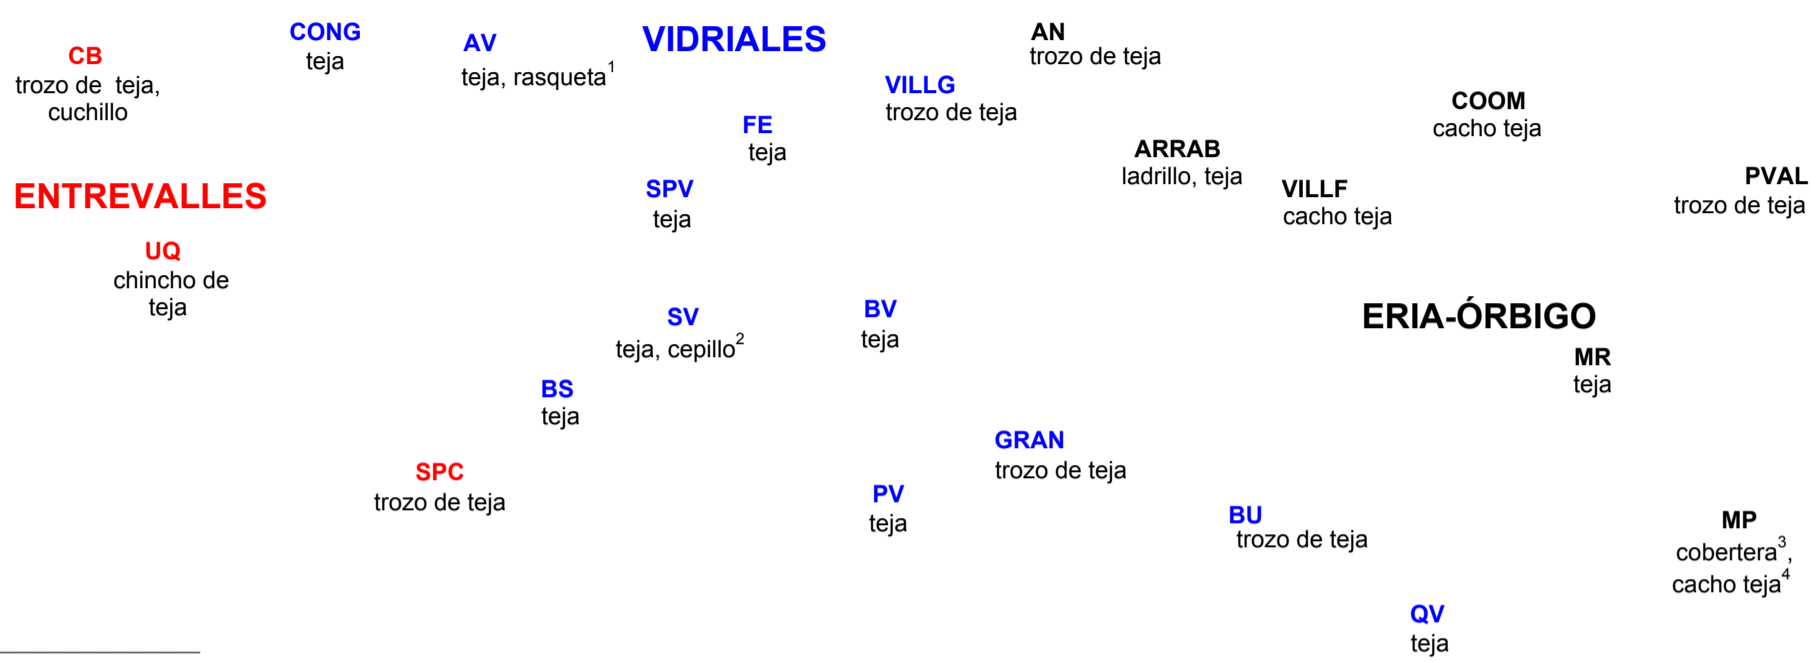 CONG
teja
AV
teja, rasqueta¹
VIDRIALES
AN
trozo de teja
CB
trozo de teja,
cuchillo
VILLG
trozo de teja
COOM
cacho teja
FE
teja
ARRAB
ladrillo, teja
PVAL
trozo de teja
ENTREVALLES
SPV
teja
VILLF
cacho teja
UQ
chincho de
teja
SV
teja, cepillo²
BV
teja
ERIA-ÓRBIGO
MR
teja
BS
teja
GRAN
trozo de teja
SPC
trozo de teja
PV
teja
BU
trozo de teja
MP
cobertera³,
cacho teja⁴
QV
teja